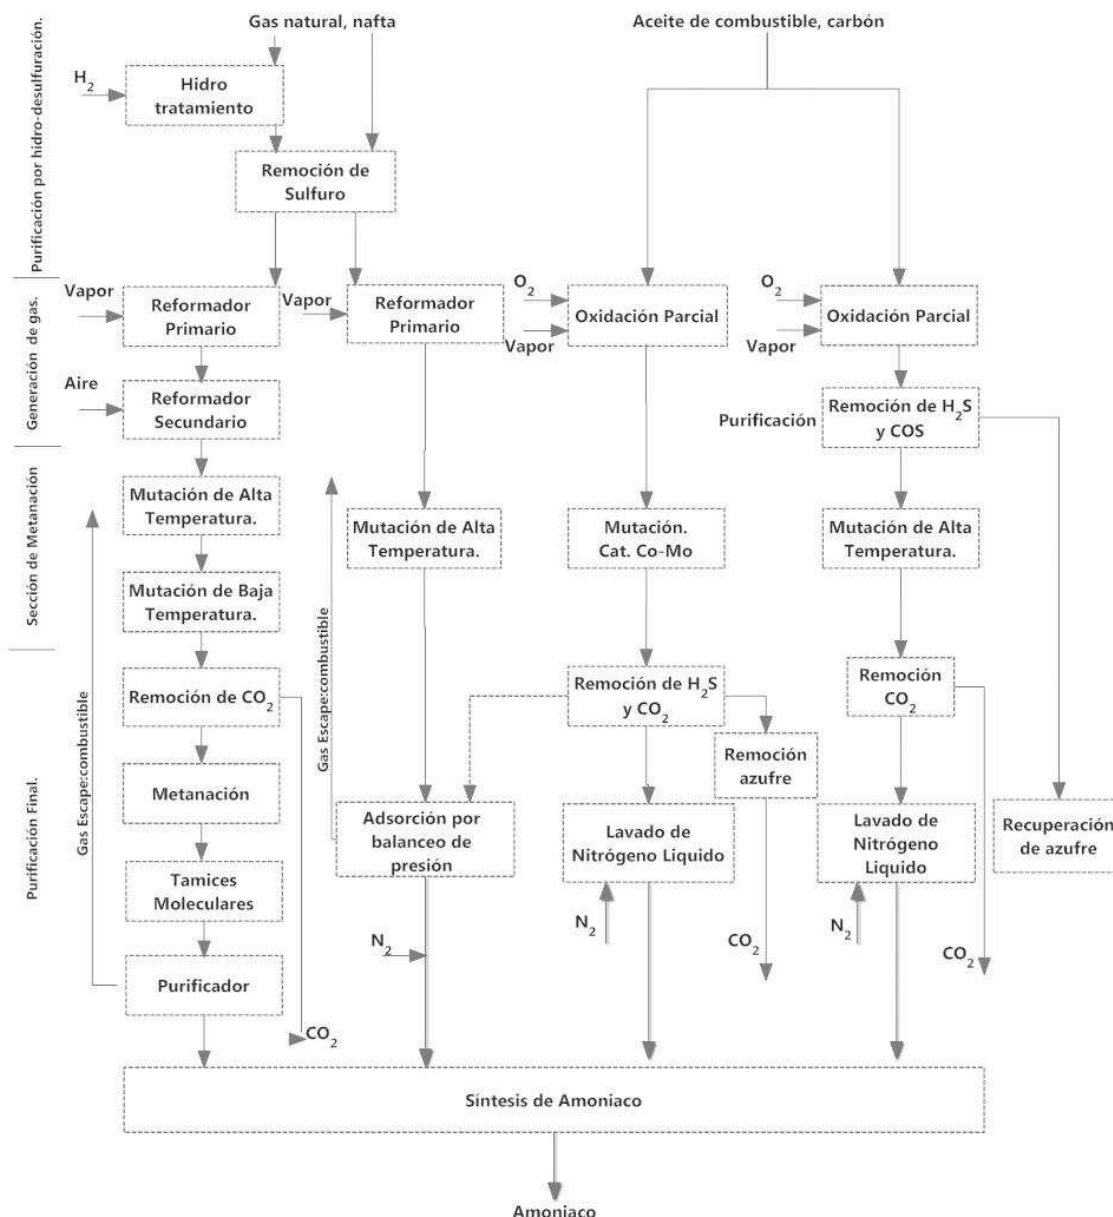 Gas natural, nafta
Aceite de combustible, carbón
Purificación por hidro-desulfuración.
H2
Hidro
tratamiento
Remoción de
Sulfuro
Generación de gas.
Vapor
Reformador
Primario
Vapor
Reformador
Primario
O2
Vapor
Oxidación Parcial
O2
Vapor
Oxidación Parcial
Aire
Reformador
Secundario
Purificación
Remoción de H2S
y COS
Sección de Metanación
Mutación de Alta
Temperatura.
Mutación de Alta
Temperatura.
Mutación.
Cat. Co-Mo
Mutación de Alta
Temperatura.
Mutación de Baja
Temperatura.
Purificación Final.
Gas Escape:combustible
Remoción de CO2
Gas Escape:combustible
Remoción de H2S
y CO2
Remoción
CO2
Remoción
azufre
Metanación
Adsorción por
balanceo de
presión
Lavado de
Nitrógeno Liquido
Lavado de
Nitrógeno
Liquido
Recuperación
de azufre
Tamices
Moleculares
N2
N2
CO2
N2
CO2
Purificador
CO2
Síntesis de Amoniaco
Amoniaco